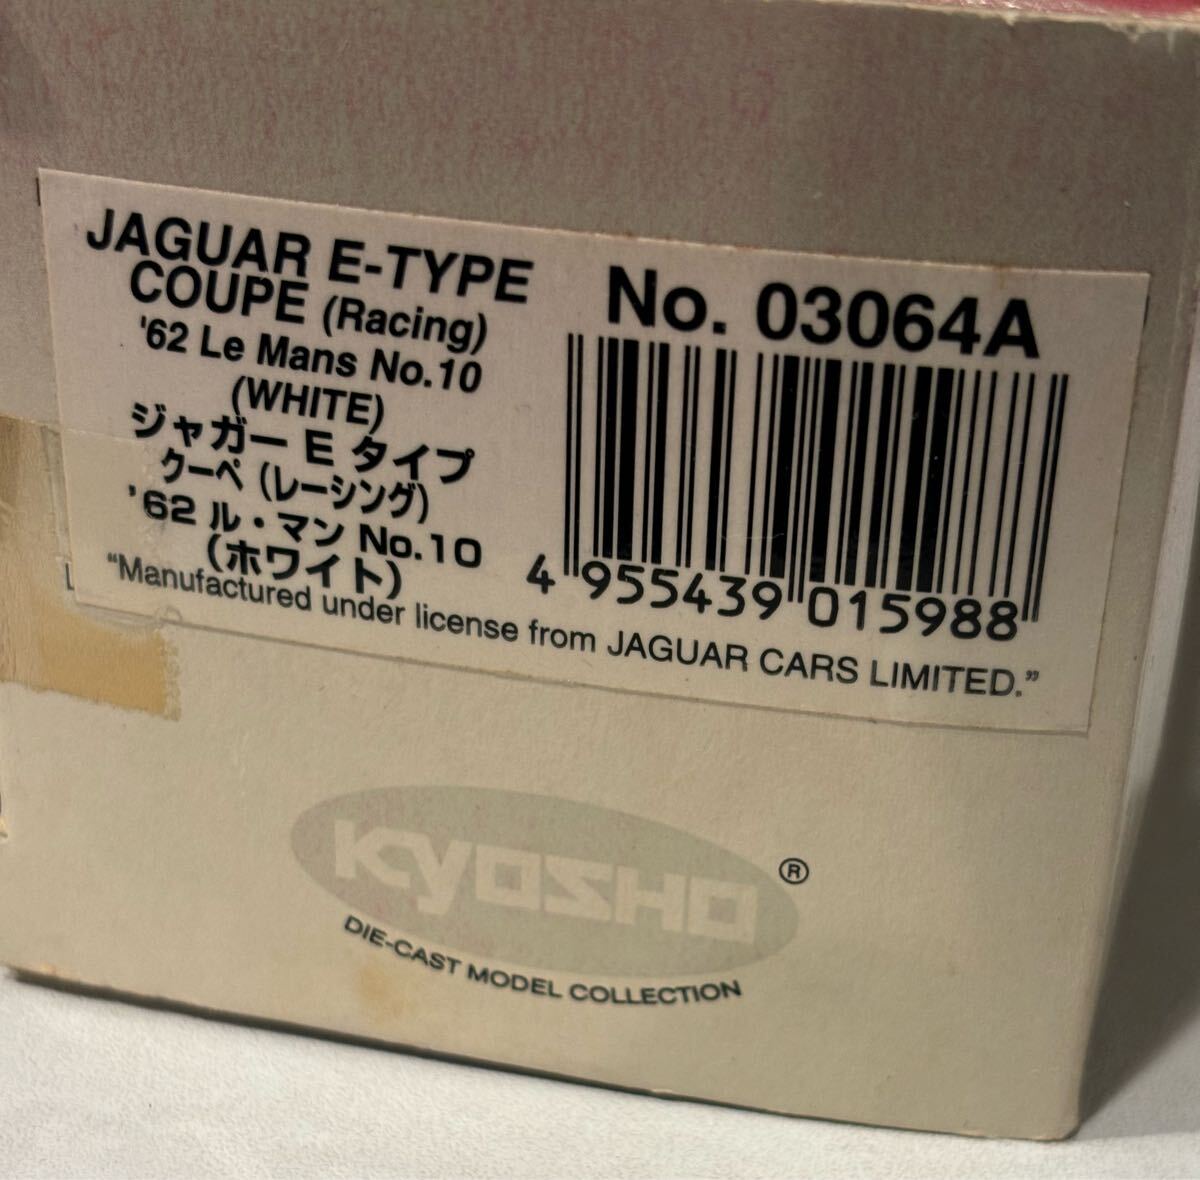 JAGUAR E-TYPE
COUPE (Racing)
'62 Le Mans No.10
(WHITE)
ジャガー E タイプ
クーペ (レーシング)
'62 ル・マン No.10
(ホワイト)
No. 03064A
4 955439 015988
“Manufactured under license from JAGUAR CARS LIMITED.”
KYOSHO ®
DIE-CAST MODEL COLLECTION